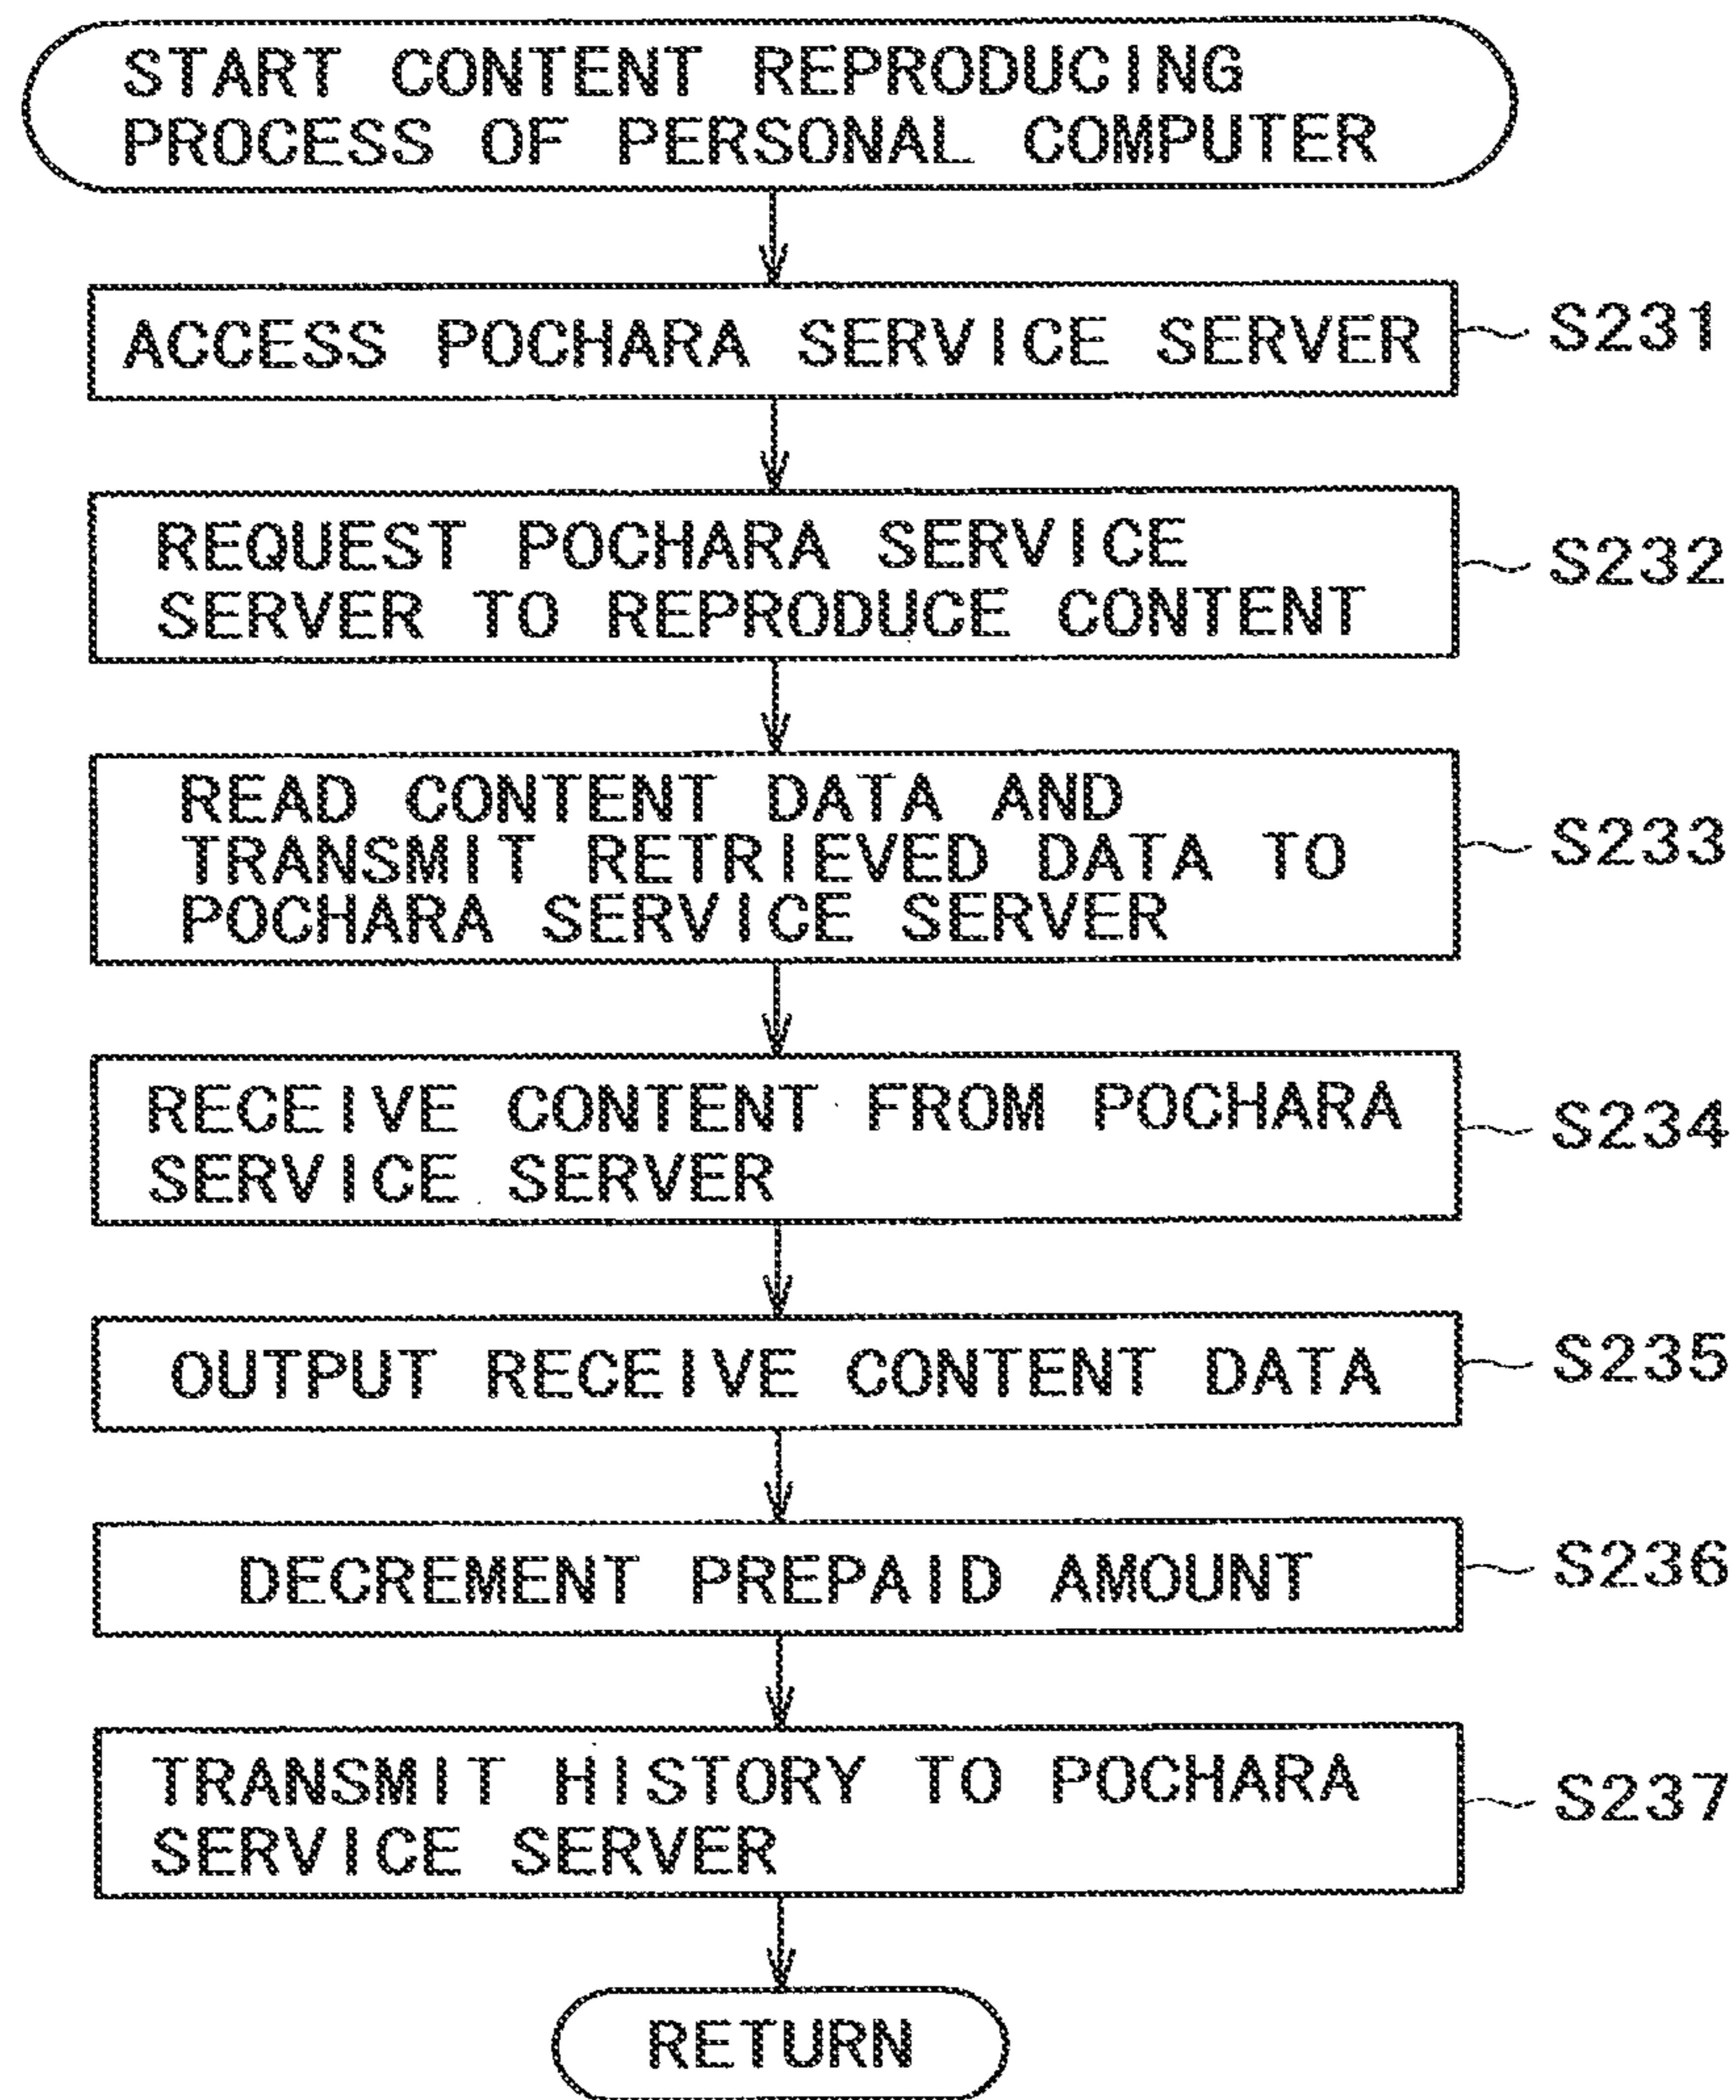 START CONTENT REPRODUCING
PROCESS OF PERSONAL COMPUTER
ACCESS POCHARA SERVICE SERVER
S231
REQUEST POCHARA SERVICE
SERVER TO REPRODUCE CONTENT
S232
READ CONTENT DATA AND
TRANSMIT RETRIEVED DATA TO
POCHARA SERVICE SERVER
S233
RECEIVE CONTENT FROM POCHARA
SERVICE SERVER
S234
OUTPUT RECEIVE CONTENT DATA
S235
DECREMENT PREPAID AMOUNT
S236
TRANSMIT HISTORY TO POCHARA
SERVICE SERVER
S237
RETURN